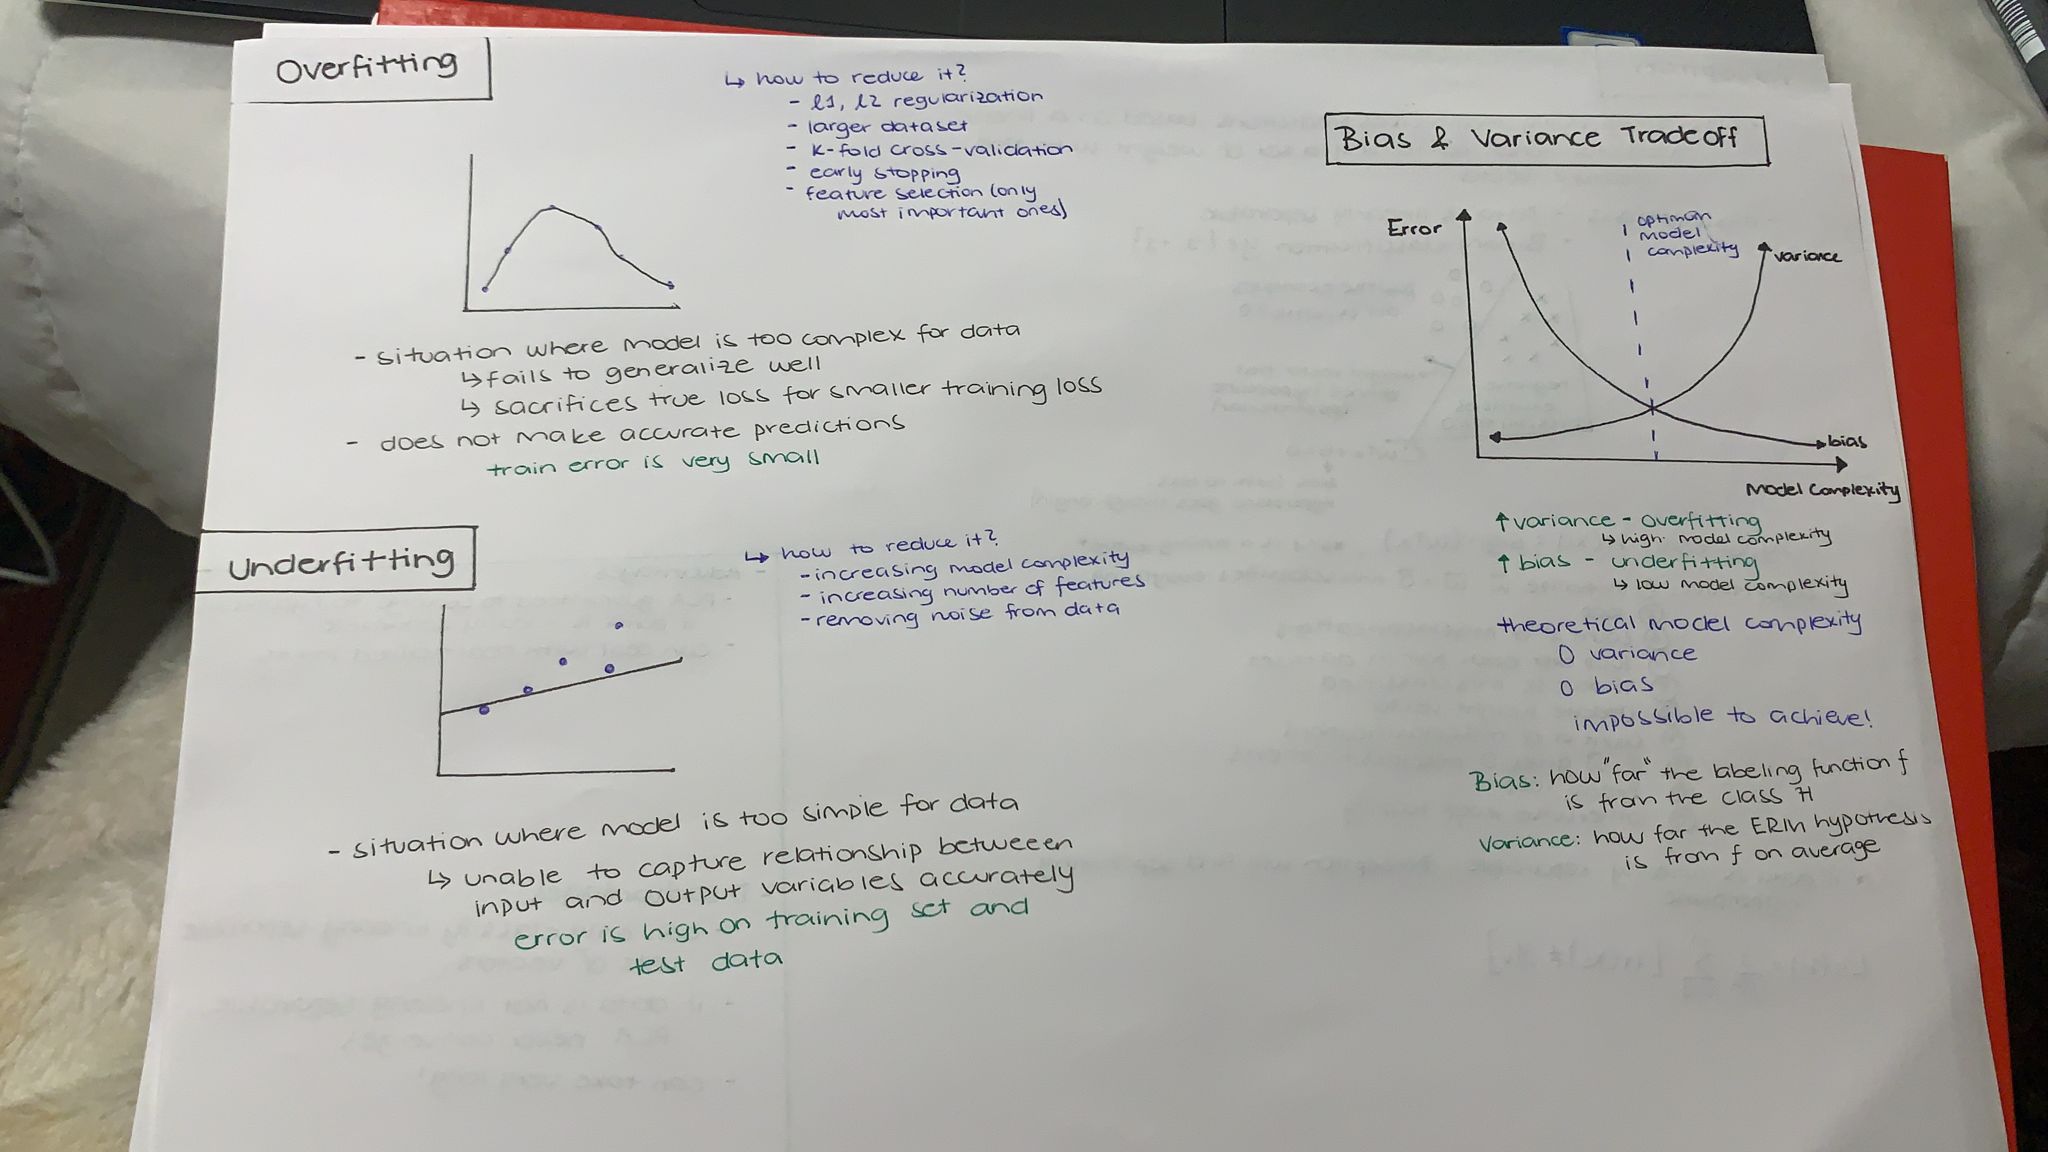 Overfitting
↳ how to reduce it?
- l1, l2 regularization
- larger dataset
- K-fold cross-validation
- early stopping
- feature selection (only
most important ones)
- situation where model is too complex for data
↳ fails to generalize well
↳ sacrifices true loss for smaller training loss
- does not make accurate predictions
train error is very small
Underfitting
↳ how to reduce it?
- increasing model complexity
- increasing number of features
- removing noise from data
- situation where model is too simple for data
↳ unable to capture relationship betweeen
input and output variables accurately
error is high on training set and
test data
Bias & Variance Tradeoff
Error
optiman
model
complexity
variance
bias
Model Complexity
↑ variance - overfitting
↳ high model complexity
↑ bias - underfitting
↳ low model complexity
theoretical model complexity
0 variance
0 bias
impossible to achieve!
Bias: how "far" the labeling function f
is from the class H
Variance: how far the ERM hypothesis
is from f on average